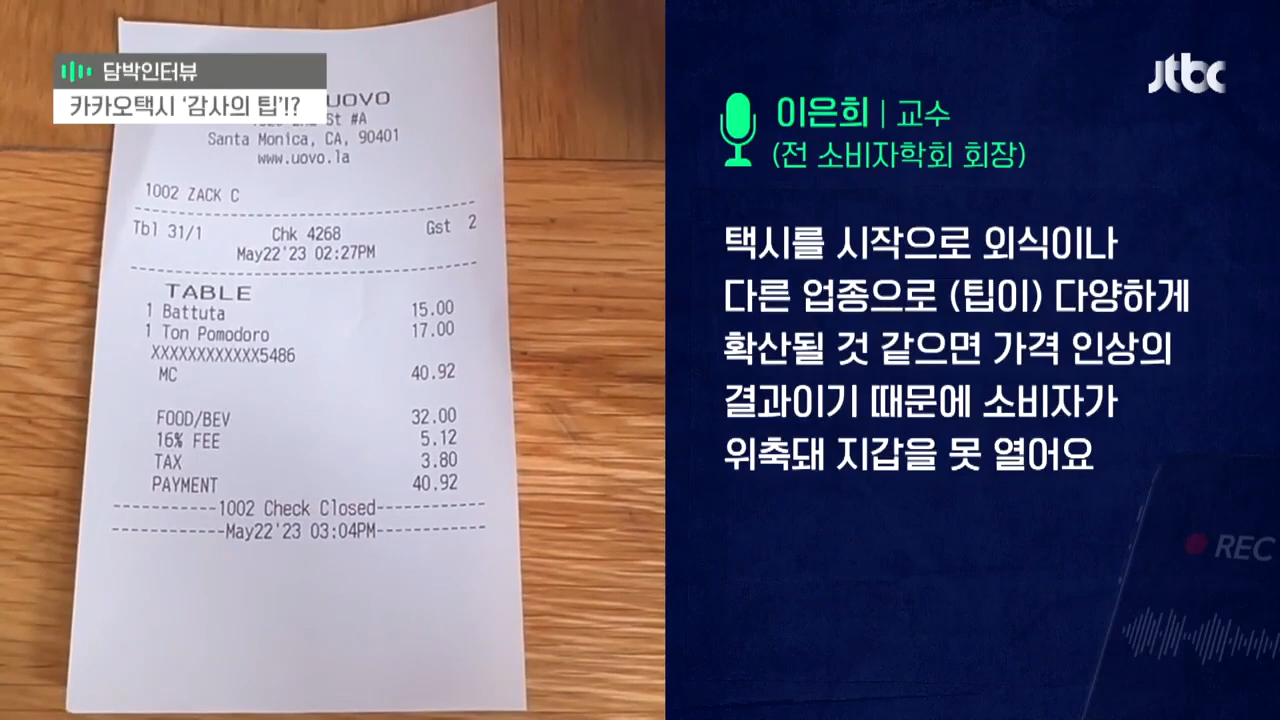 담박인터뷰
카카오택시 ‘감사의 팁’!?
UOVO
St #A
Santa Monica, CA, 90401
www.uovo.la
1002 ZACK C
Tbl 31/1 Chk 4268 Gst 2
May22'23 02:27PM
TABLE
1 Battuta 15.00
1 Ton Pomodoro 17.00
XXXXXXXXXXXX5486
MC 40.92
FOOD/BEV 32.00
16% FEE 5.12
TAX 3.80
PAYMENT 40.92
-----------1002 Check Closed-----------
------------May22'23 03:04PM------------
jtbc
이은희 | 교수
(전 소비자학회 회장)
택시를 시작으로 외식이나
다른 업종으로 (팁이) 다양하게
확산될 것 같으면 가격 인상의
결과이기 때문에 소비자가
위축돼 지갑을 못 열어요
REC